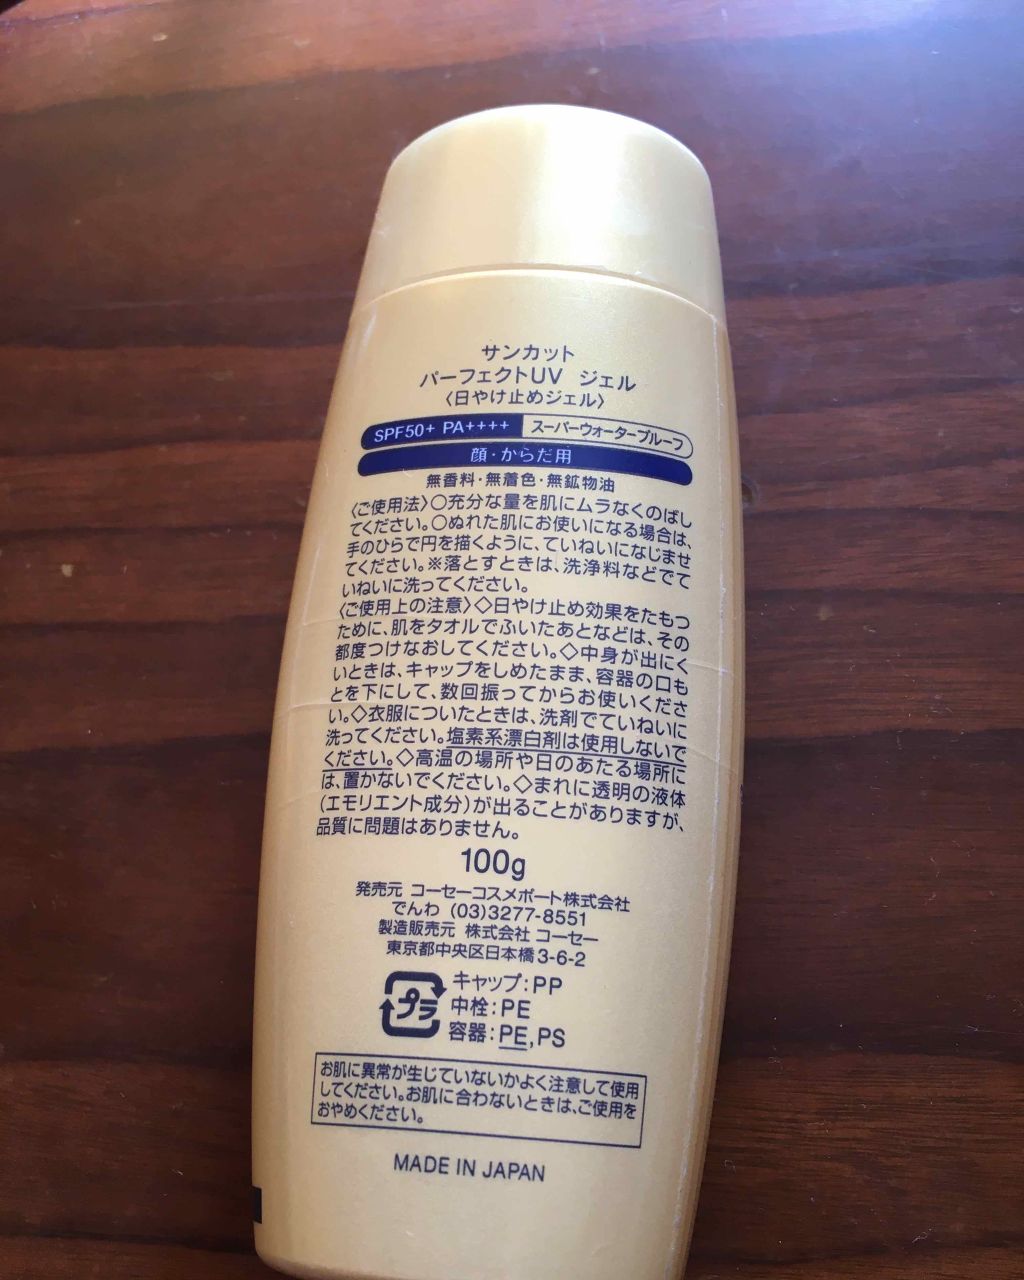 サンカット
パーフェクトUV ジェル
〈日やけ止めジェル〉
SPF50+ PA++++ スーパーウォータープルーフ
顔・からだ用
無香料・無着色・無鉱物油
〈ご使用法〉○充分な量を肌にムラなくのばし
てください。○ぬれた肌にお使いになる場合は、
手のひらで円を描くように、ていねいになじませ
てください。※落とすときは、洗浄料などでて
いねいに洗ってください。
〈ご使用上の注意〉◇日やけ止め効果をたもつ
ために、肌をタオルでふいたあとなどは、その
都度つけなおしてください。◇中身が出にく
いときは、キャップをしめたまま、容器の口も
とを下にして、数回振ってからお使いくださ
い。◇衣服についたときは、洗剤でていねいに
洗ってください。塩素系漂白剤は使用しないで
ください。◇高温の場所や日のあたる場所に
は、置かないでください。◇まれに透明の液体
(エモリエント成分)が出ることがありますが、
品質に問題はありません。
100g
発売元 コーセーコスメポート株式会社
でんわ (03)3277-8551
製造販売元 株式会社 コーセー
東京都中央区日本橋3-6-2
プラ
キャップ:PP
中栓:PE
容器:PE,PS
お肌に異常が生じていないかよく注意して使用
してください。お肌に合わないときは、ご使用を
おやめください。
MADE IN JAPAN